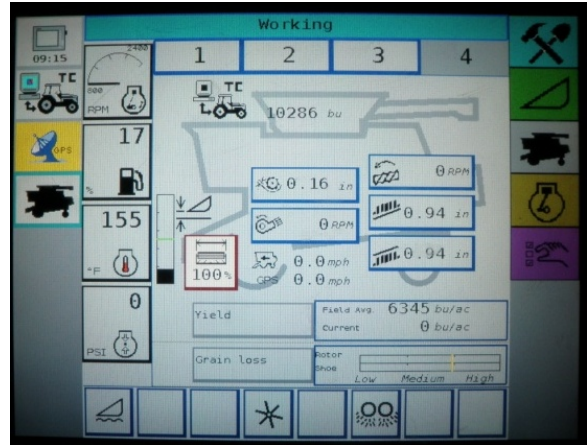 Working
09:15
2400
600
RPM
1
2
3
4
TC
TC
10286 bu
GPS
17
%
0.16 in
0 RPM
155
°F
0 RPM
0.94 in
100%
0.0 mph
GPS 0.0 mph
0.94 in
0
PSI
Yield
Field Avg. 6345 bu/ac
Current 0 bu/ac
Grain loss
Rotor
Shoe
Low Medium High